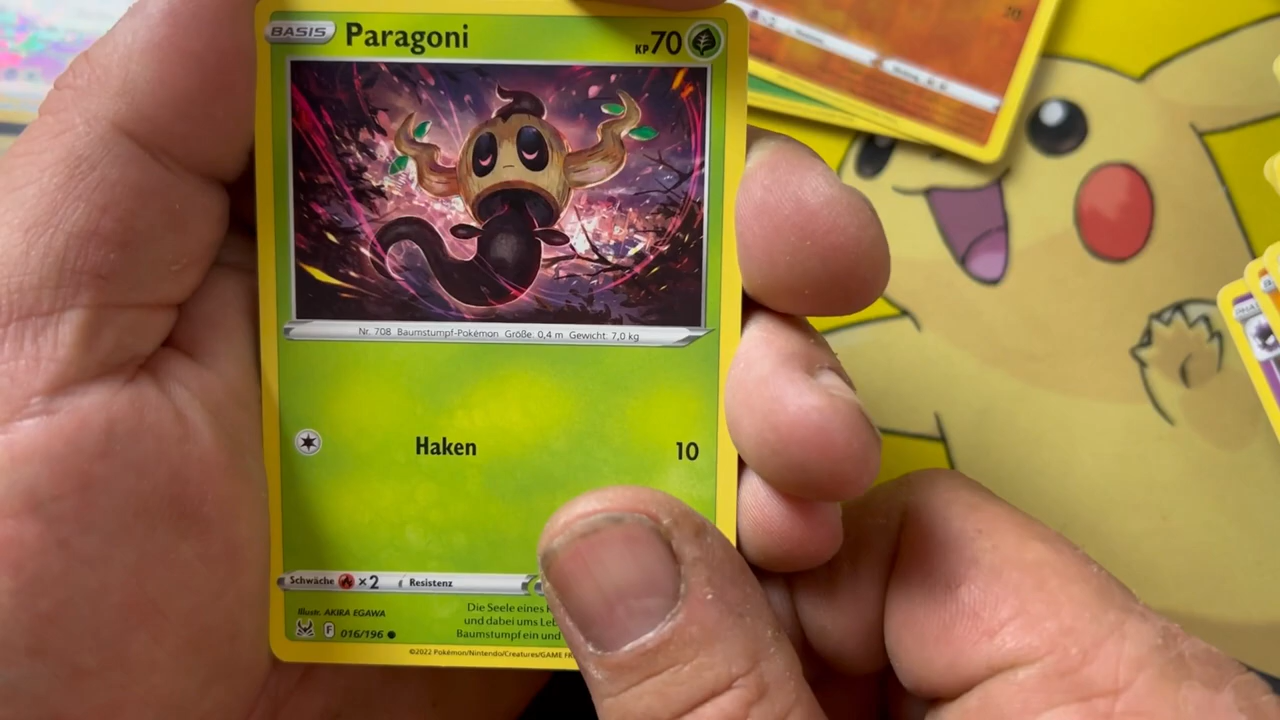 BASIS Paragoni KP 70
Nr. 708 Baumstumpf-Pokémon Größe: 0,4 m Gewicht: 7,0 kg
Haken 10
Schwäche ×2 Resistenz
Illustr. AKIRA EGAWA
Die Seele eines
und dabei ums Leb
Baumstumpf ein und
F 016/196
©2022 Pokémon/Nintendo/Creatures/GAME FR